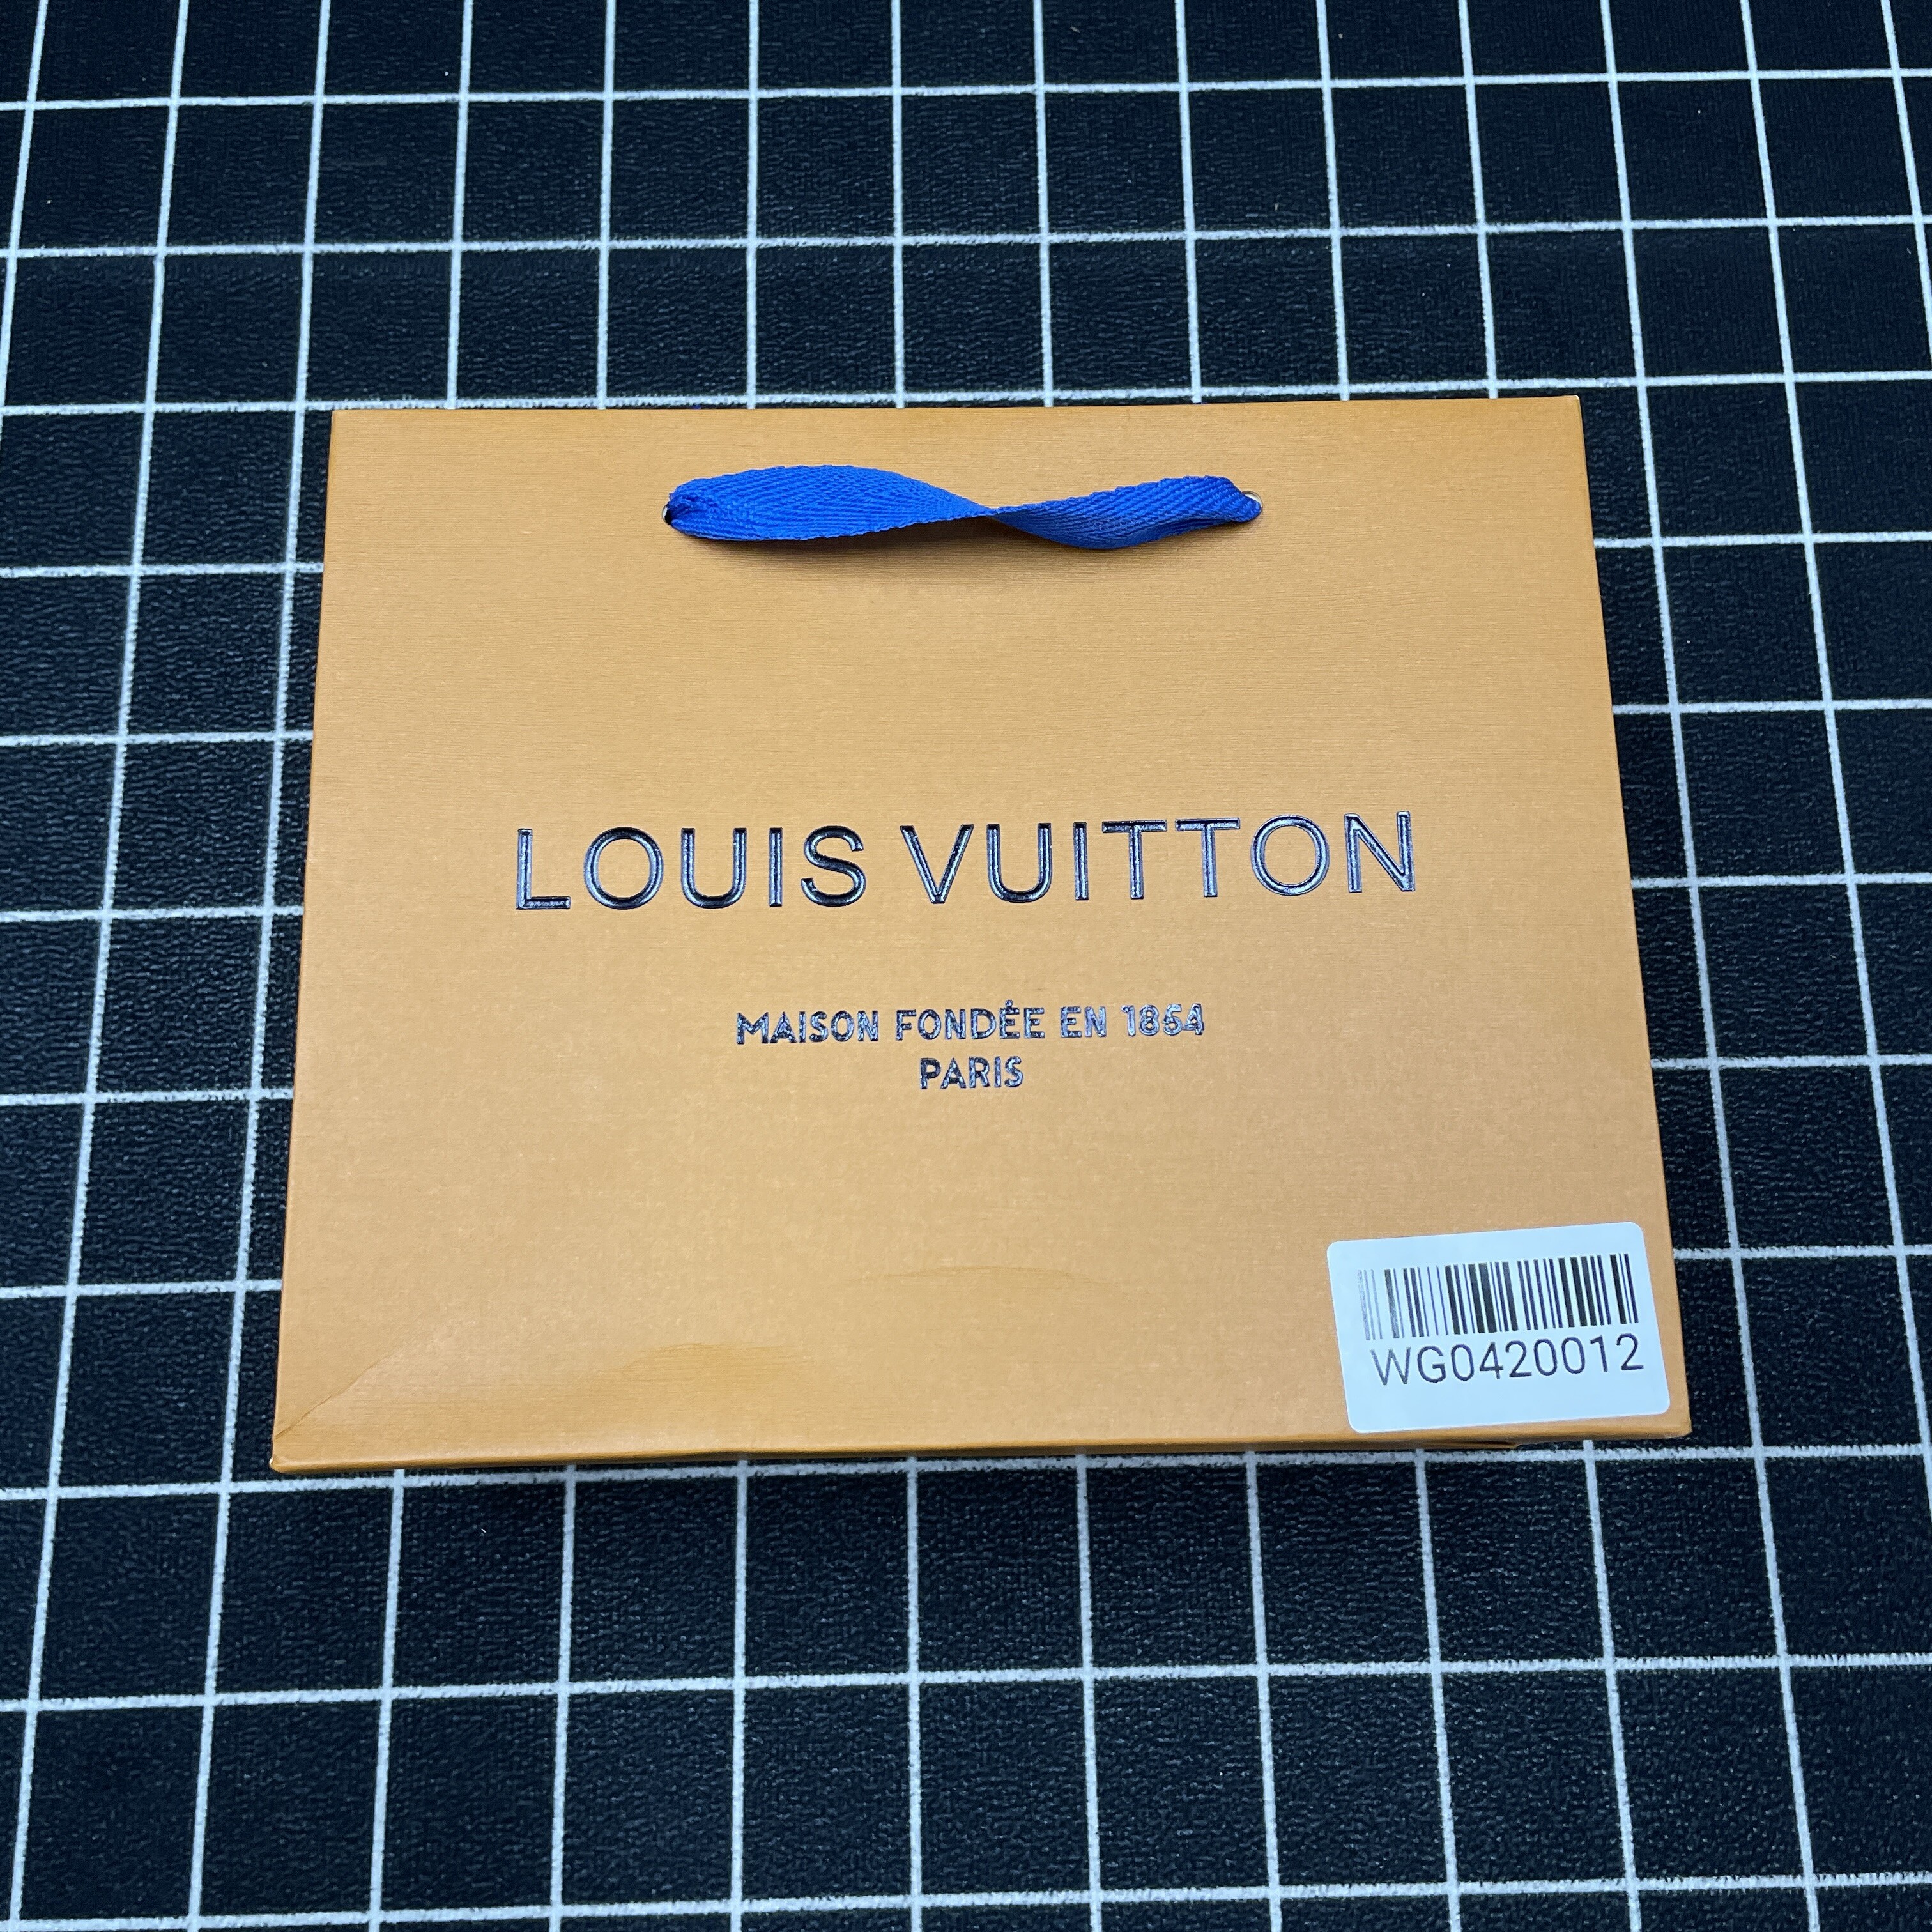 LOUIS VUITTON
MAISON FONDÉE EN 1854
PARIS
WG0420012